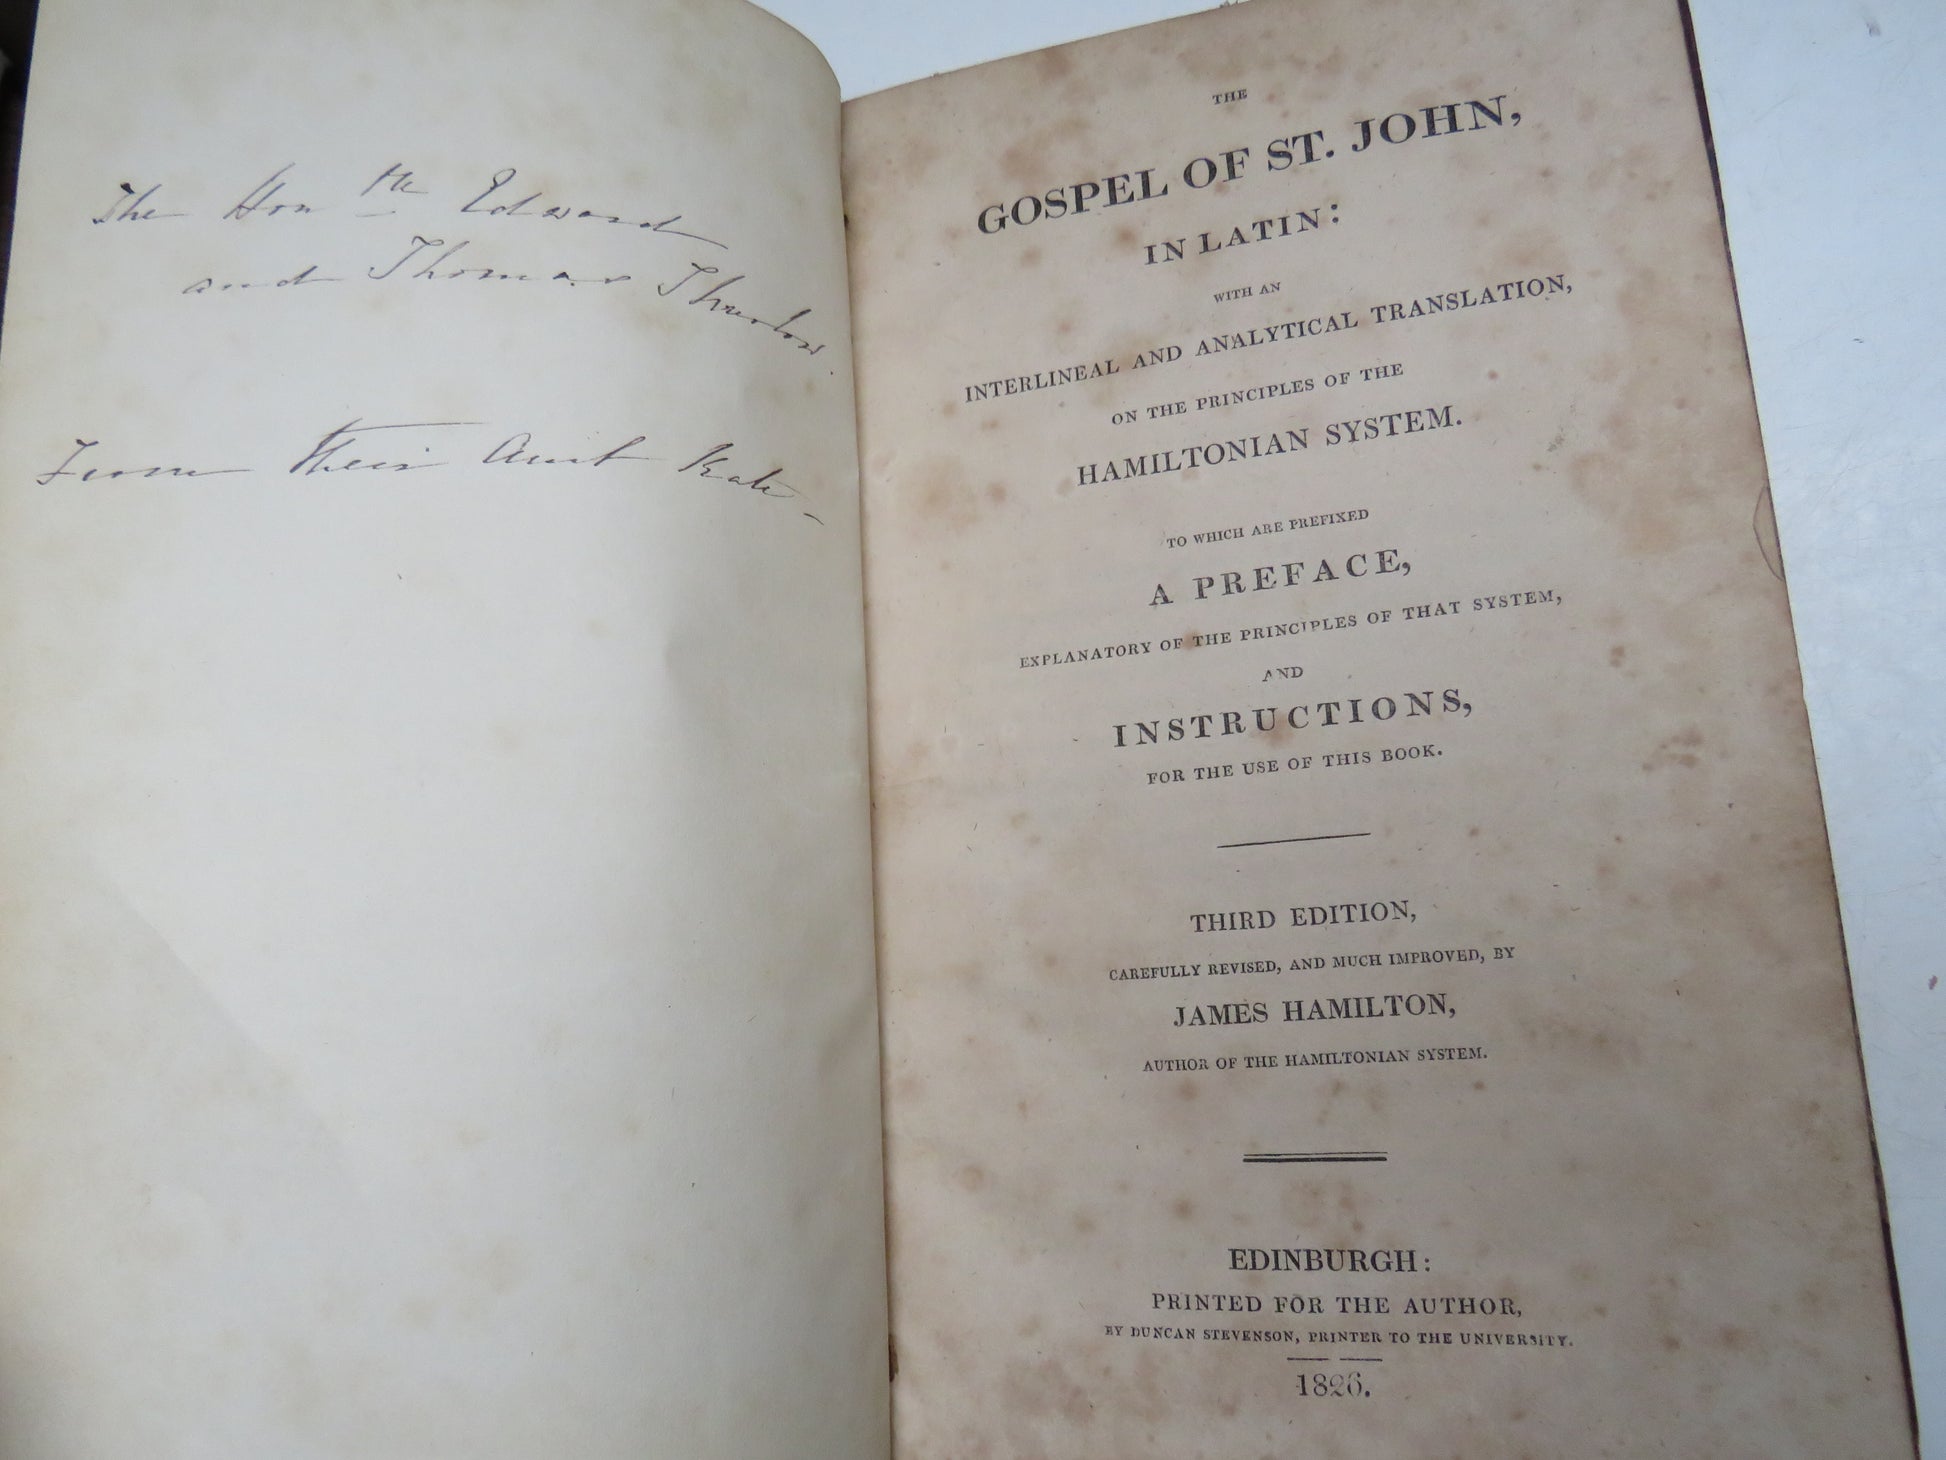 The Hon ble Edward
and Thomas Thurlow.
From their Aunt Kate -
THE
GOSPEL OF ST. JOHN,
IN LATIN:
WITH AN
INTERLINEAL AND ANALYTICAL TRANSLATION,
ON THE PRINCIPLES OF THE
HAMILTONIAN SYSTEM.
TO WHICH ARE PREFIXED
A PREFACE,
EXPLANATORY OF THE PRINCIPLES OF THAT SYSTEM,
AND
INSTRUCTIONS,
FOR THE USE OF THIS BOOK.
THIRD EDITION,
CAREFULLY REVISED, AND MUCH IMPROVED, BY
JAMES HAMILTON,
AUTHOR OF THE HAMILTONIAN SYSTEM.
EDINBURGH:
PRINTED FOR THE AUTHOR,
BY DUNCAN STEVENSON, PRINTER TO THE UNIVERSITY.
1826.